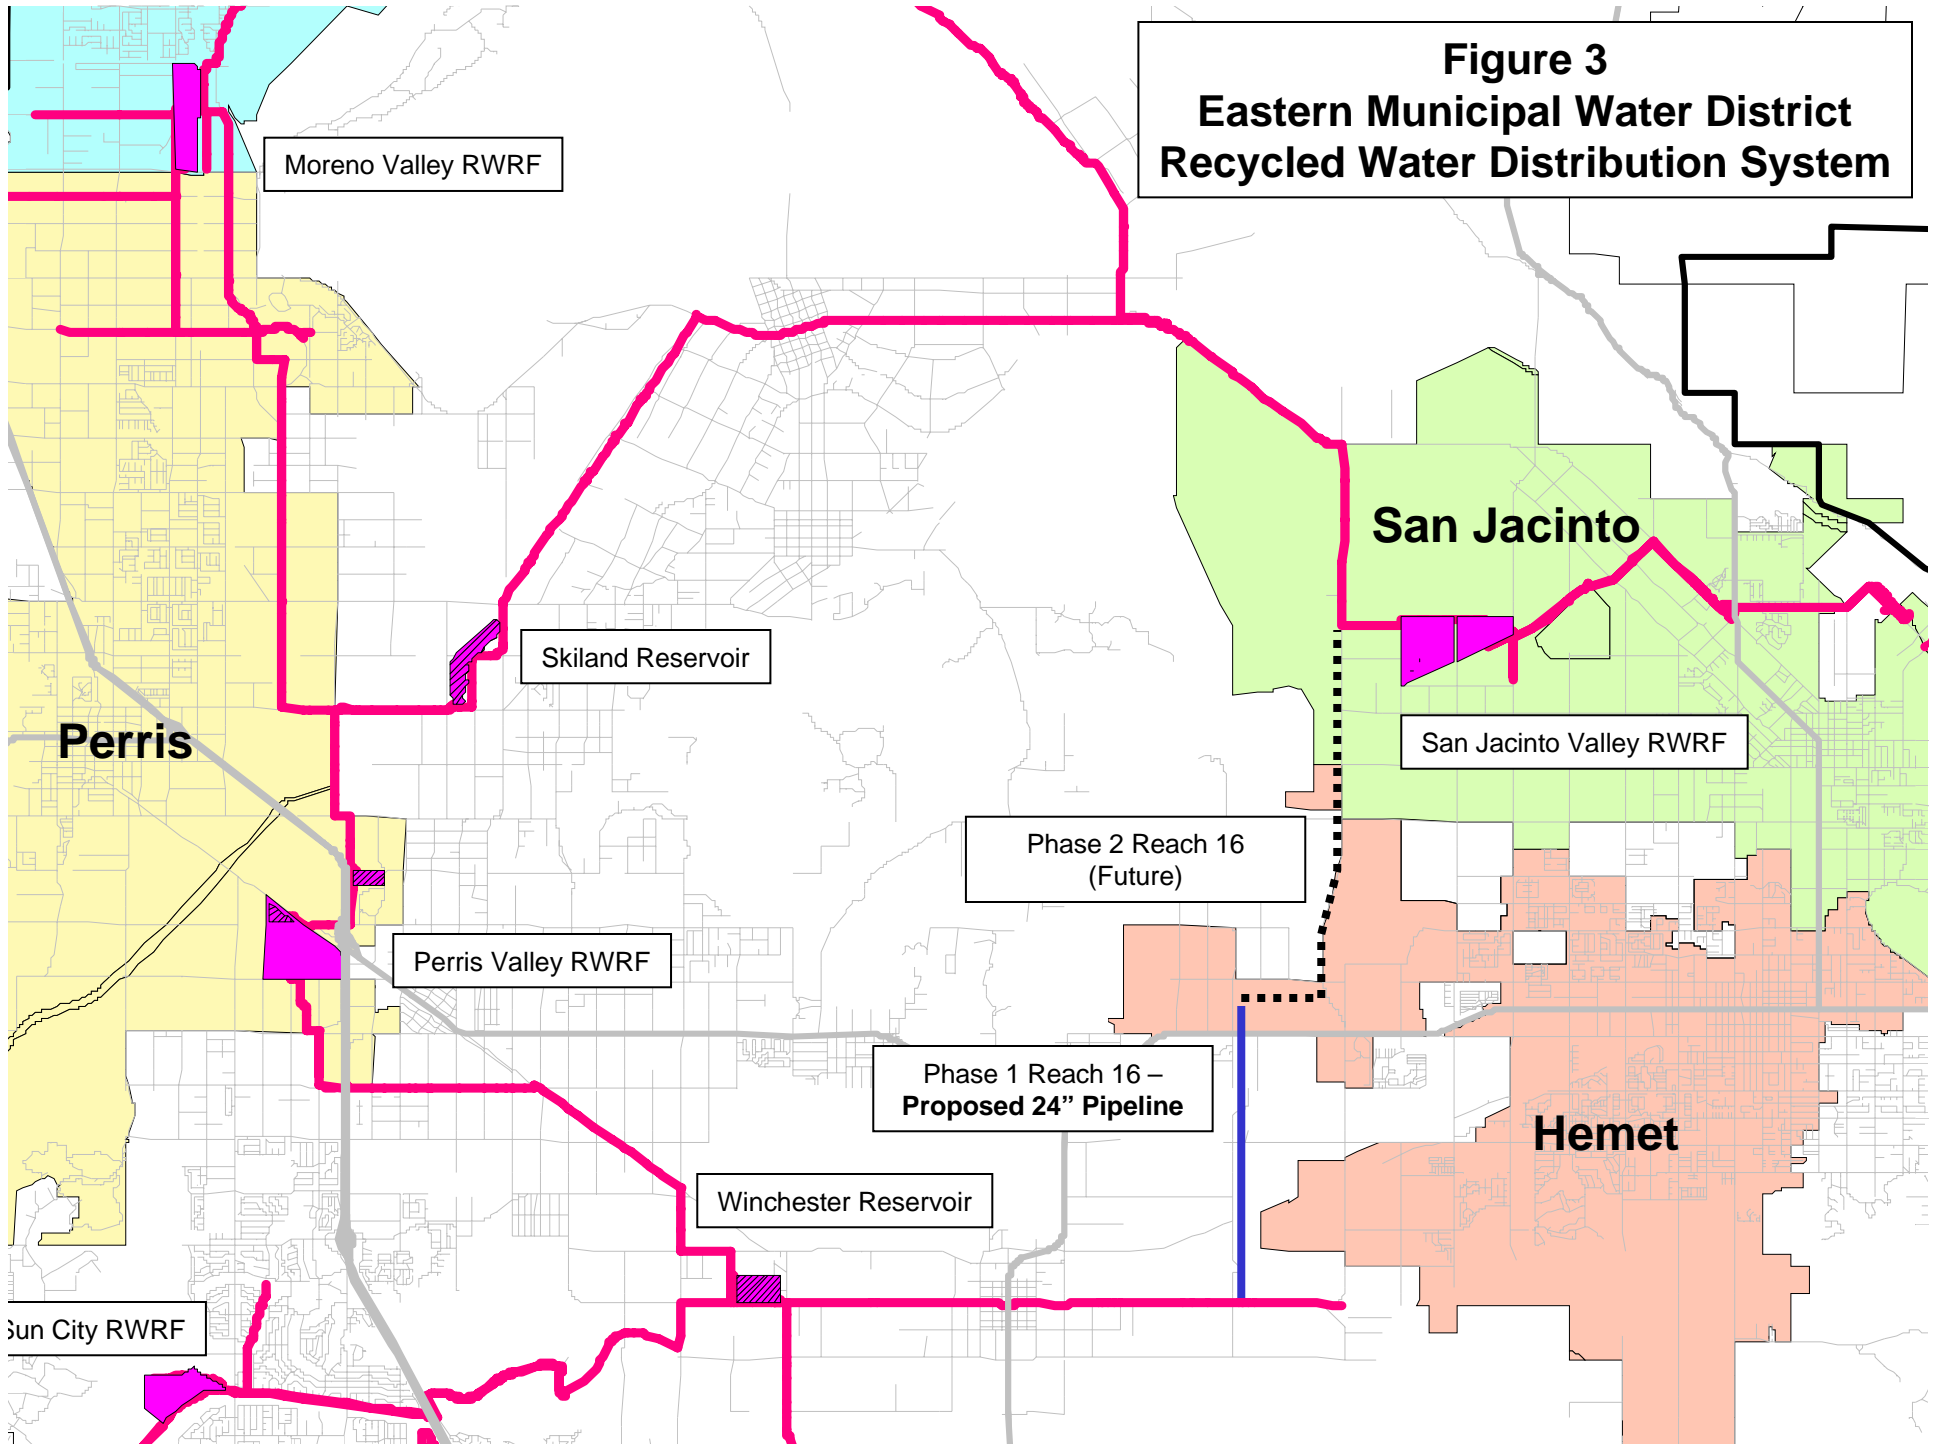 Figure 3
Eastern Municipal Water District
Recycled Water Distribution System
Moreno Valley RWRF
San Jacinto
Skiland Reservoir
Perris
San Jacinto Valley RWRF
Phase 2 Reach 16
(Future)
Perris Valley RWRF
Phase 1 Reach 16 –
Proposed 24” Pipeline
Hemet
Winchester Reservoir
Sun City RWRF